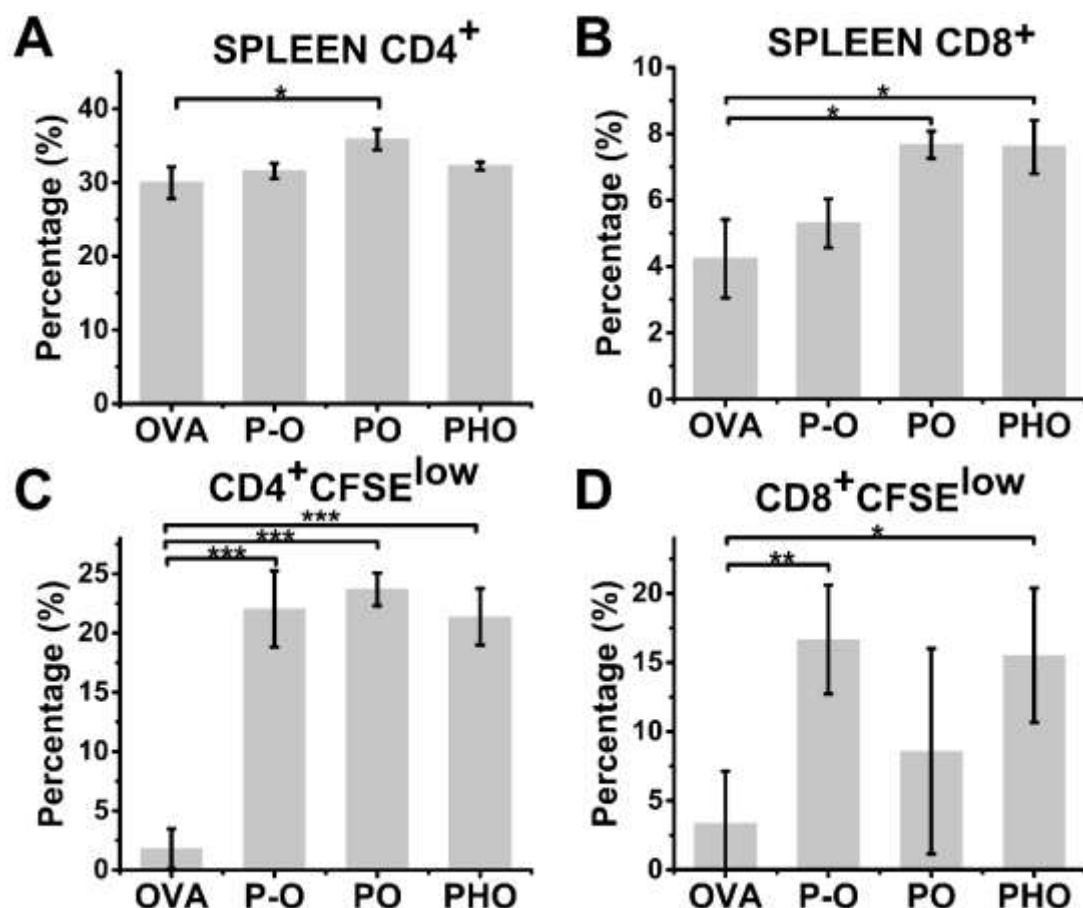 A
SPLEEN CD4⁺
Percentage (%)
40
30
20
10
0
*
OVA P-O PO PHO
B
SPLEEN CD8⁺
Percentage (%)
10
8
6
4
2
0
*
*
OVA P-O PO PHO
C
CD4⁺CFSEˡᵒʷ
Percentage (%)
25
20
15
10
5
0
***
***
***
OVA P-O PO PHO
D
CD8⁺CFSEˡᵒʷ
Percentage (%)
20
15
10
5
0
*
**
OVA P-O PO PHO